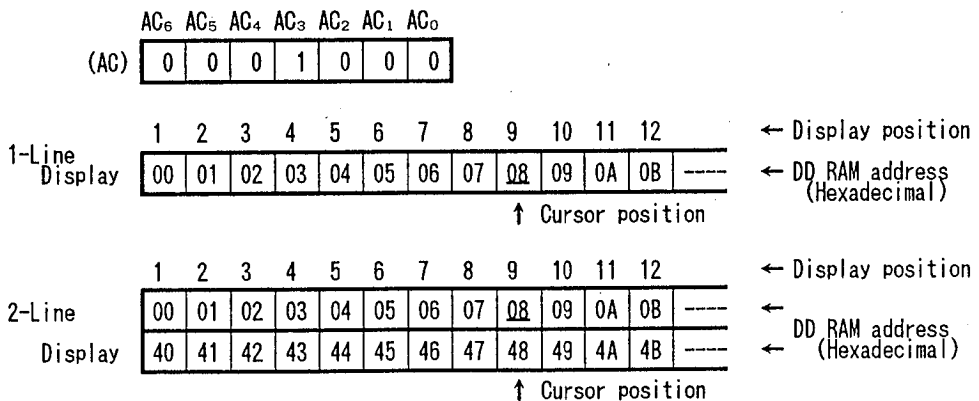 AC₆ AC₅ AC₄ AC₃ AC₂ AC₁ AC₀
(AC) 0 0 0 1 0 0 0
1 2 3 4 5 6 7 8 9 10 11 12 ← Display position
1-Line
Display 00 01 02 03 04 05 06 07 08 09 0A 0B ---- ← DD RAM address
(Hexadecimal)
↑ Cursor position
1 2 3 4 5 6 7 8 9 10 11 12 ← Display position
2-Line 00 01 02 03 04 05 06 07 08 09 0A 0B ---- ←
DD RAM address
Display 40 41 42 43 44 45 46 47 48 49 4A 4B ---- ← (Hexadecimal)
↑ Cursor position